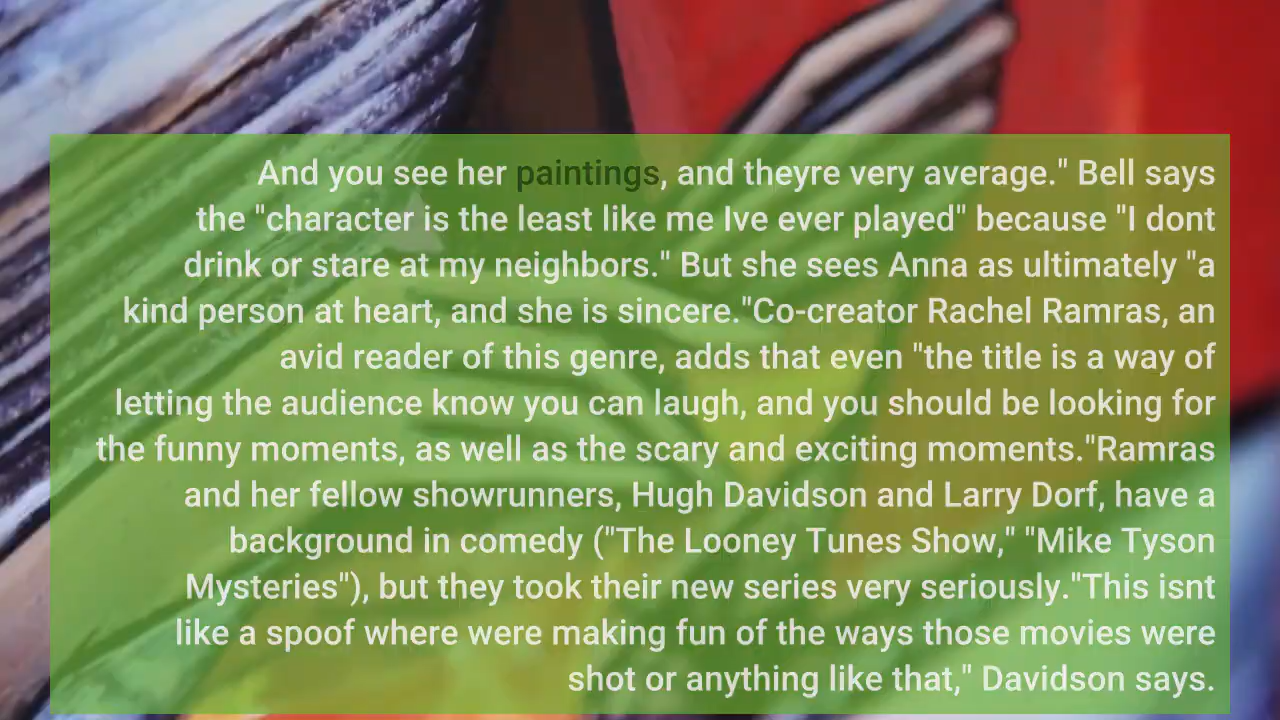 And you see her paintings, and theyre very average." Bell says
the "character is the least like me Ive ever played" because "I dont
drink or stare at my neighbors." But she sees Anna as ultimately "a
kind person at heart, and she is sincere."Co-creator Rachel Ramras, an
avid reader of this genre, adds that even "the title is a way of
letting the audience know you can laugh, and you should be looking for
the funny moments, as well as the scary and exciting moments."Ramras
and her fellow showrunners, Hugh Davidson and Larry Dorf, have a
background in comedy ("The Looney Tunes Show," "Mike Tyson
Mysteries"), but they took their new series very seriously."This isnt
like a spoof where were making fun of the ways those movies were
shot or anything like that," Davidson says.